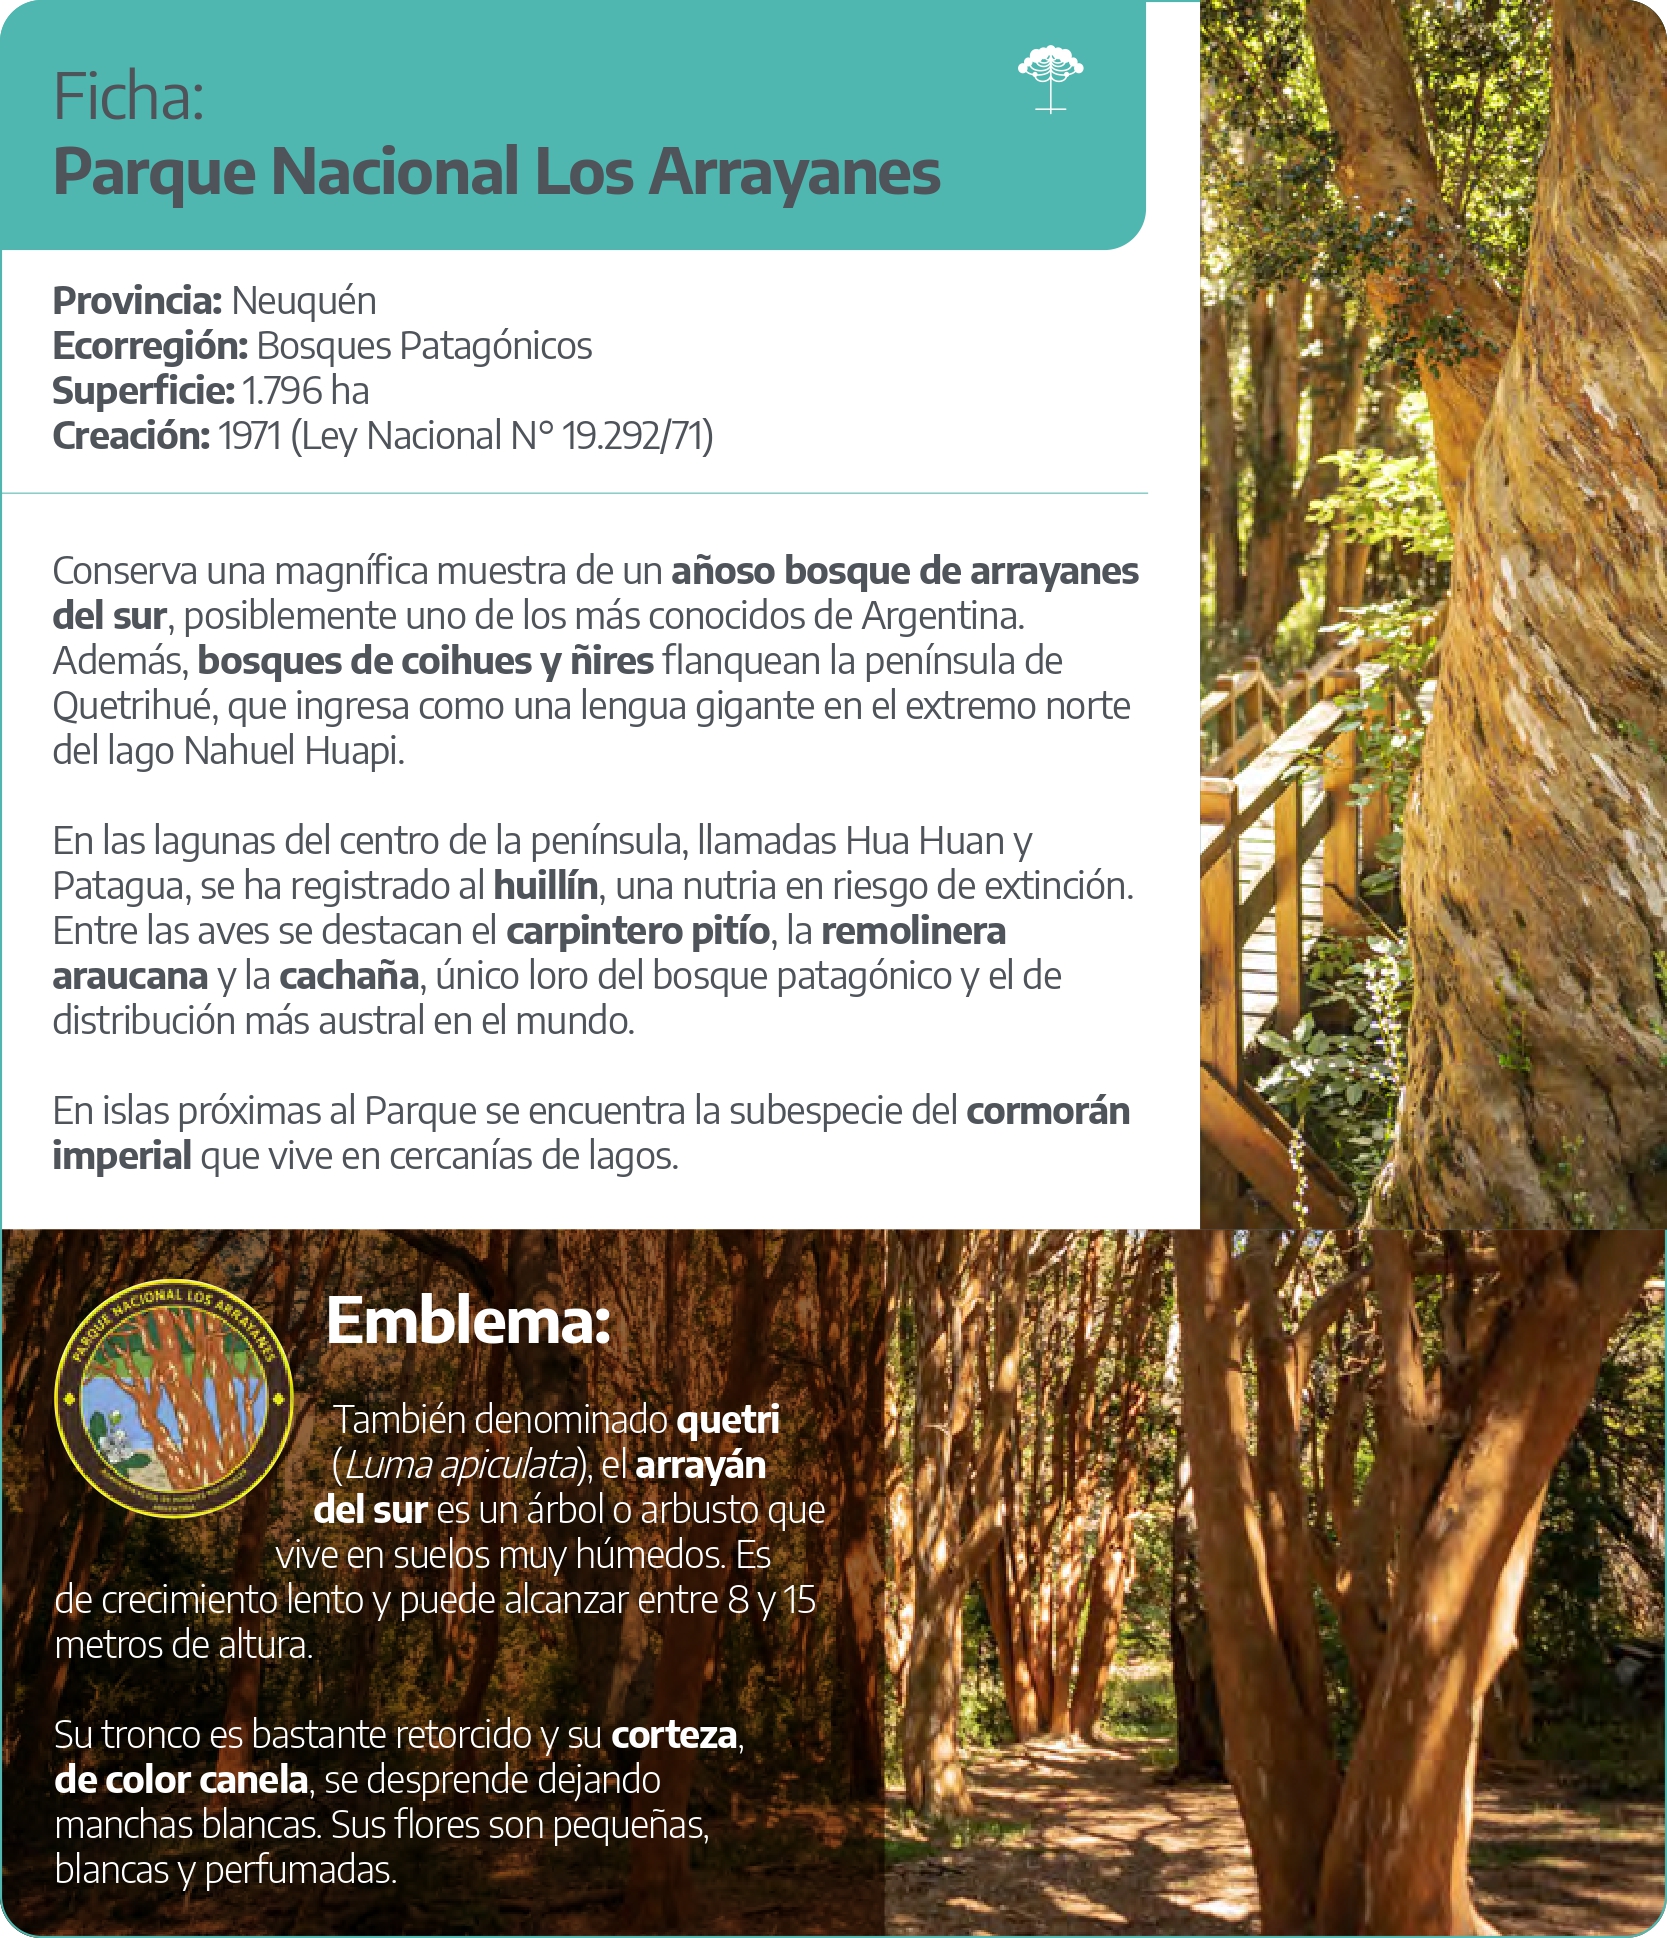 Ficha:
Parque Nacional Los Arrayanes
Provincia: Neuquén
Ecorregión: Bosques Patagónicos
Superficie: 1.796 ha
Creación: 1971 (Ley Nacional N° 19.292/71)
Conserva una magnífica muestra de un añoso bosque de arrayanes
del sur, posiblemente uno de los más conocidos de Argentina.
Además, bosques de coihues y ñires flanquean la península de
Quetrihué, que ingresa como una lengua gigante en el extremo norte
del lago Nahuel Huapi.
En las lagunas del centro de la península, llamadas Hua Huan y
Patagua, se ha registrado al huillín, una nutria en riesgo de extinción.
Entre las aves se destacan el carpintero pitío, la remolinera
araucana y la cachaña, único loro del bosque patagónico y el de
distribución más austral en el mundo.
En islas próximas al Parque se encuentra la subespecie del cormorán
imperial que vive en cercanías de lagos.
PARQUE NACIONAL LOS ARRAYANES
ADMINISTRACIÓN DE PARQUES NACIONALES
ARGENTINA
Emblema:
También denominado quetri
(Luma apiculata), el arrayán
del sur es un árbol o arbusto que
vive en suelos muy húmedos. Es
de crecimiento lento y puede alcanzar entre 8 y 15
metros de altura.
Su tronco es bastante retorcido y su corteza,
de color canela, se desprende dejando
manchas blancas. Sus flores son pequeñas,
blancas y perfumadas.